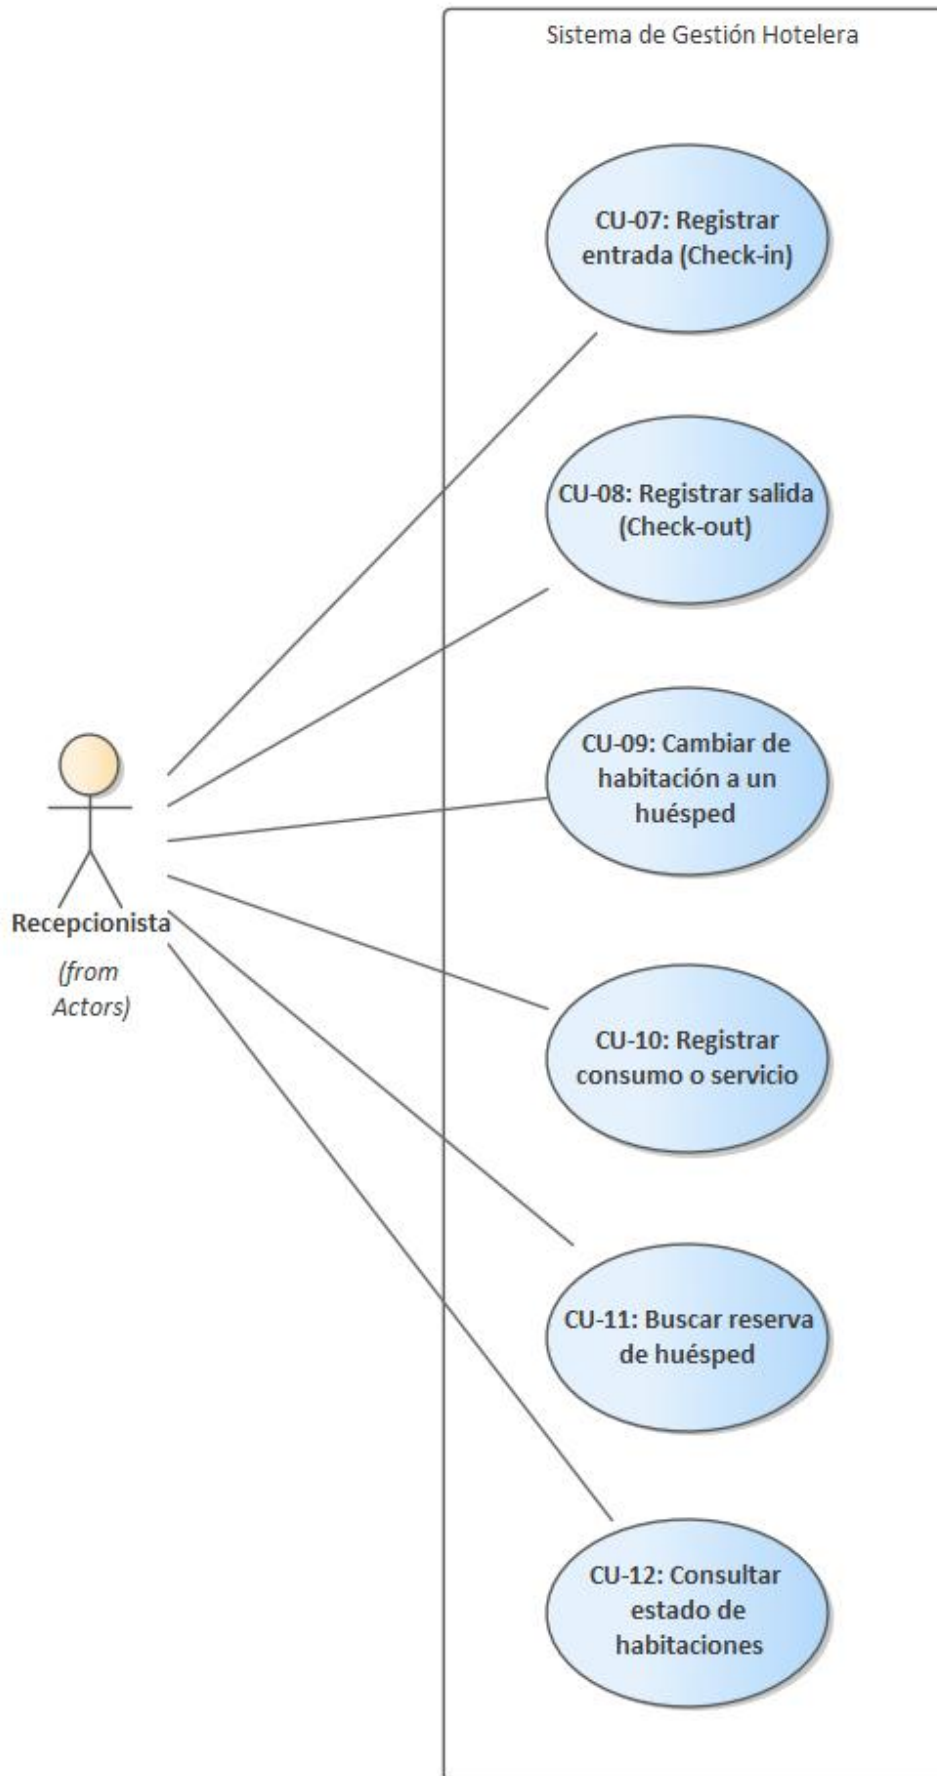 Sistema de Gestión Hotelera
CU-07: Registrar
entrada (Check-in)
CU-08: Registrar salida
(Check-out)
CU-09: Cambiar de
habitación a un
huésped
Recepcionista
(from
Actors)
CU-10: Registrar
consumo o servicio
CU-11: Buscar reserva
de huésped
CU-12: Consultar
estado de
habitaciones